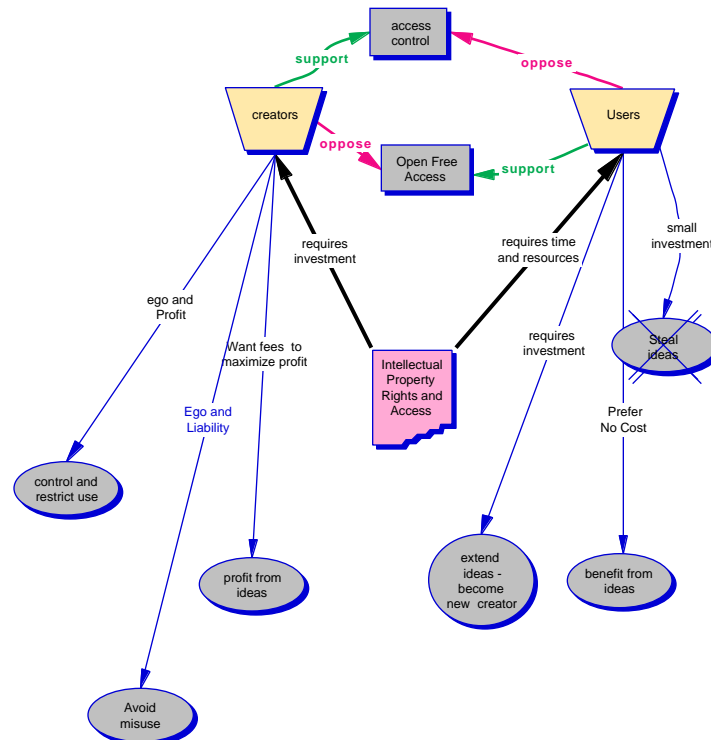 access
control
support
oppose
creators
Users
oppose
Open Free
Access
support
requires
investment
requires time
and resources
small
investment
ego and
Profit
Want fees to
maximize profit
requires
investment
Steal
ideas
Intellectual
Property
Rights and
Access
Ego and
Liability
Prefer
No Cost
control and
restrict use
profit from
ideas
extend
ideas -
become
new creator
benefit from
ideas
Avoid
misuse